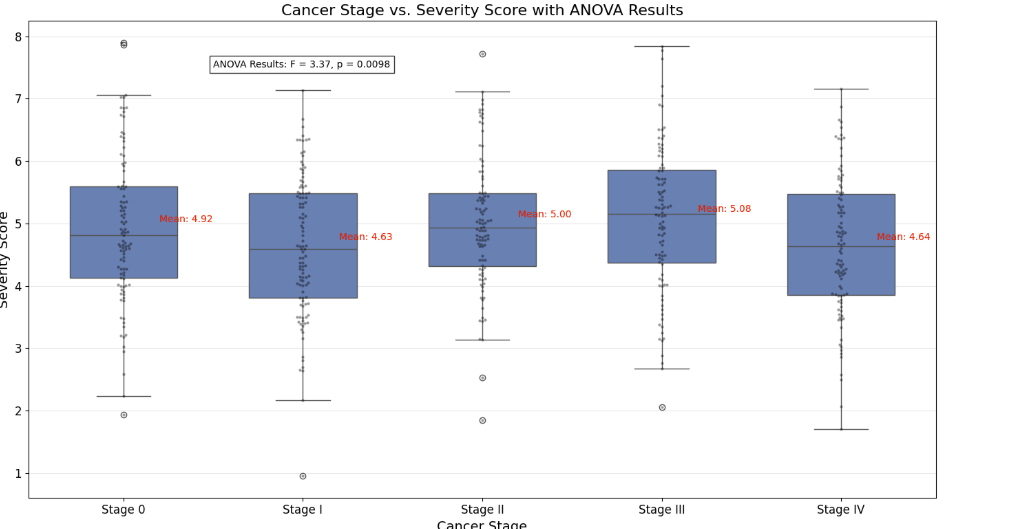 Cancer Stage vs. Severity Score with ANOVA Results
ANOVA Results: F = 3.37, p = 0.0098
8
7
6
5
4
3
2
1
Severity Score
Mean: 4.92
Mean: 4.63
Mean: 5.00
Mean: 5.08
Mean: 4.64
Stage 0
Stage I
Stage II
Stage III
Stage IV
Cancer Stage